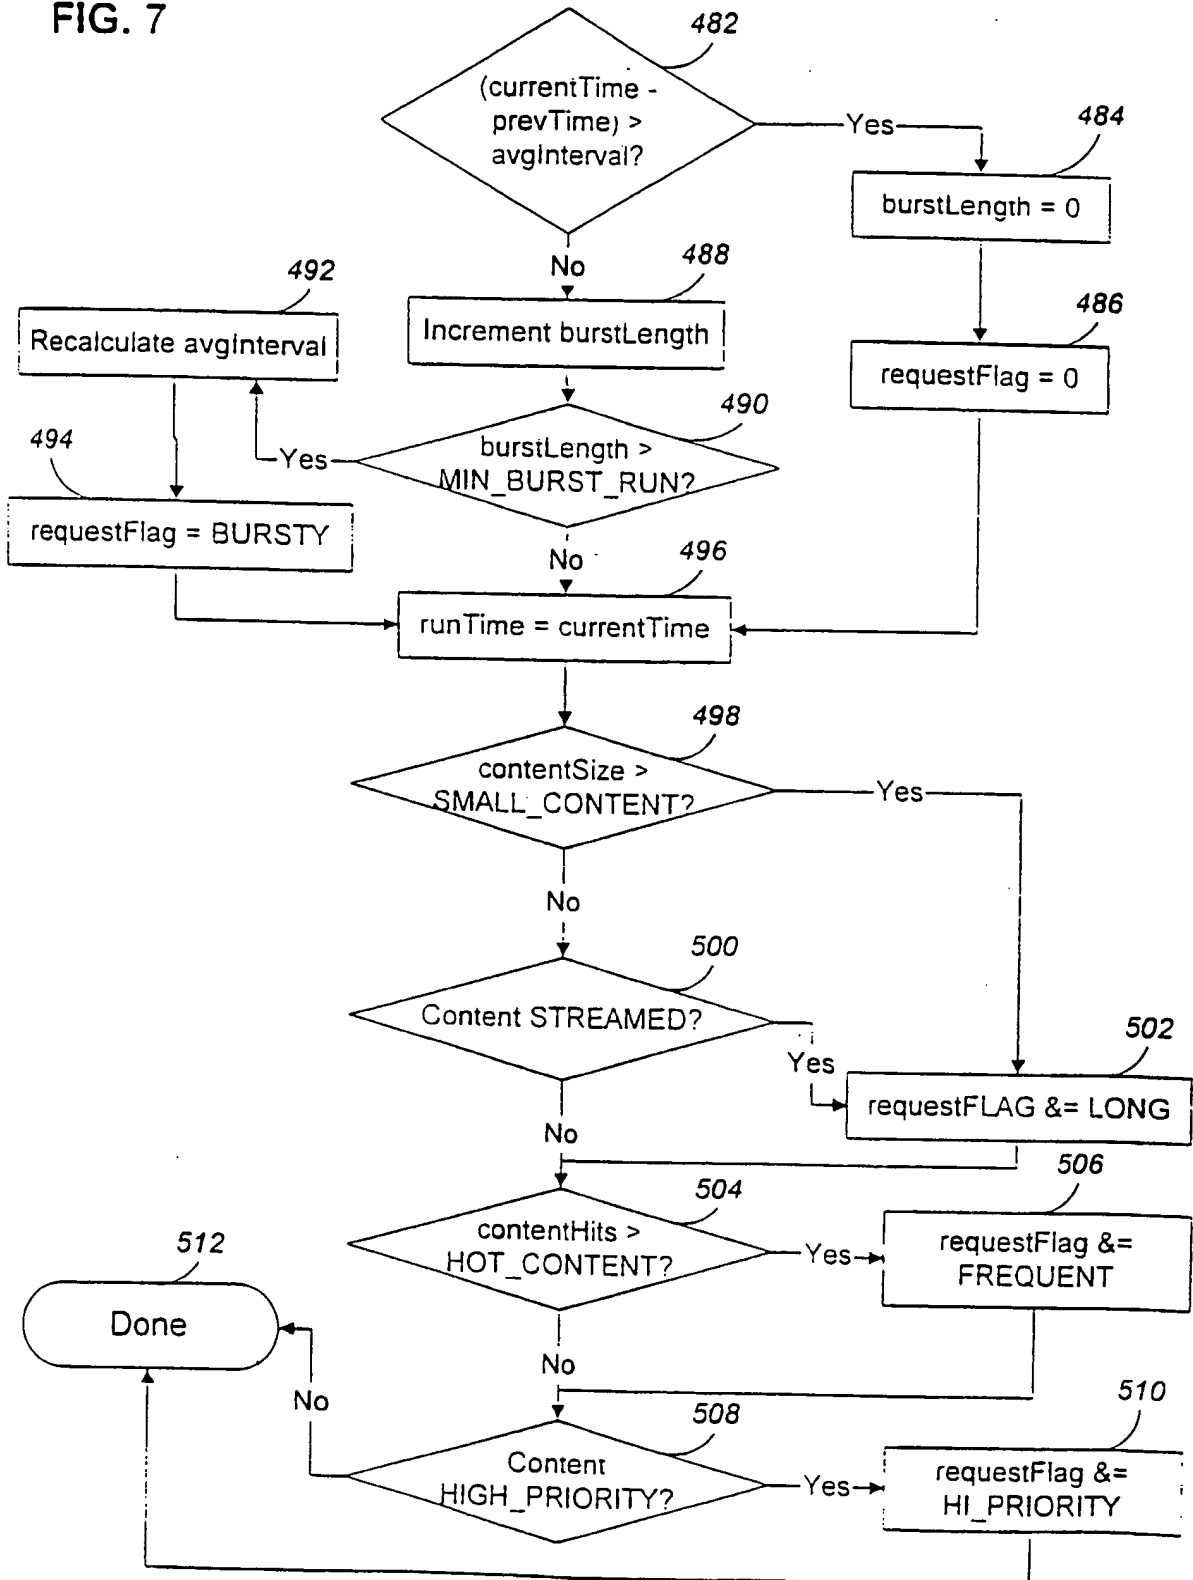 FIG. 7
482
(currentTime -
prevTime) >
avgInterval?
Yes
484
burstLength = 0
No
488
Increment burstLength
492
Recalculate avgInterval
486
requestFlag = 0
490
burstLength >
MIN_BURST_RUN?
Yes
494
requestFlag = BURSTY
No
496
runTime = currentTime
498
contentSize >
SMALL_CONTENT?
Yes
No
500
Content STREAMED?
Yes
502
requestFLAG &= LONG
No
504
contentHits >
HOT_CONTENT?
Yes
506
requestFlag &=
FREQUENT
512
Done
No
No
508
Content
HIGH_PRIORITY?
Yes
510
requestFlag &=
HI_PRIORITY